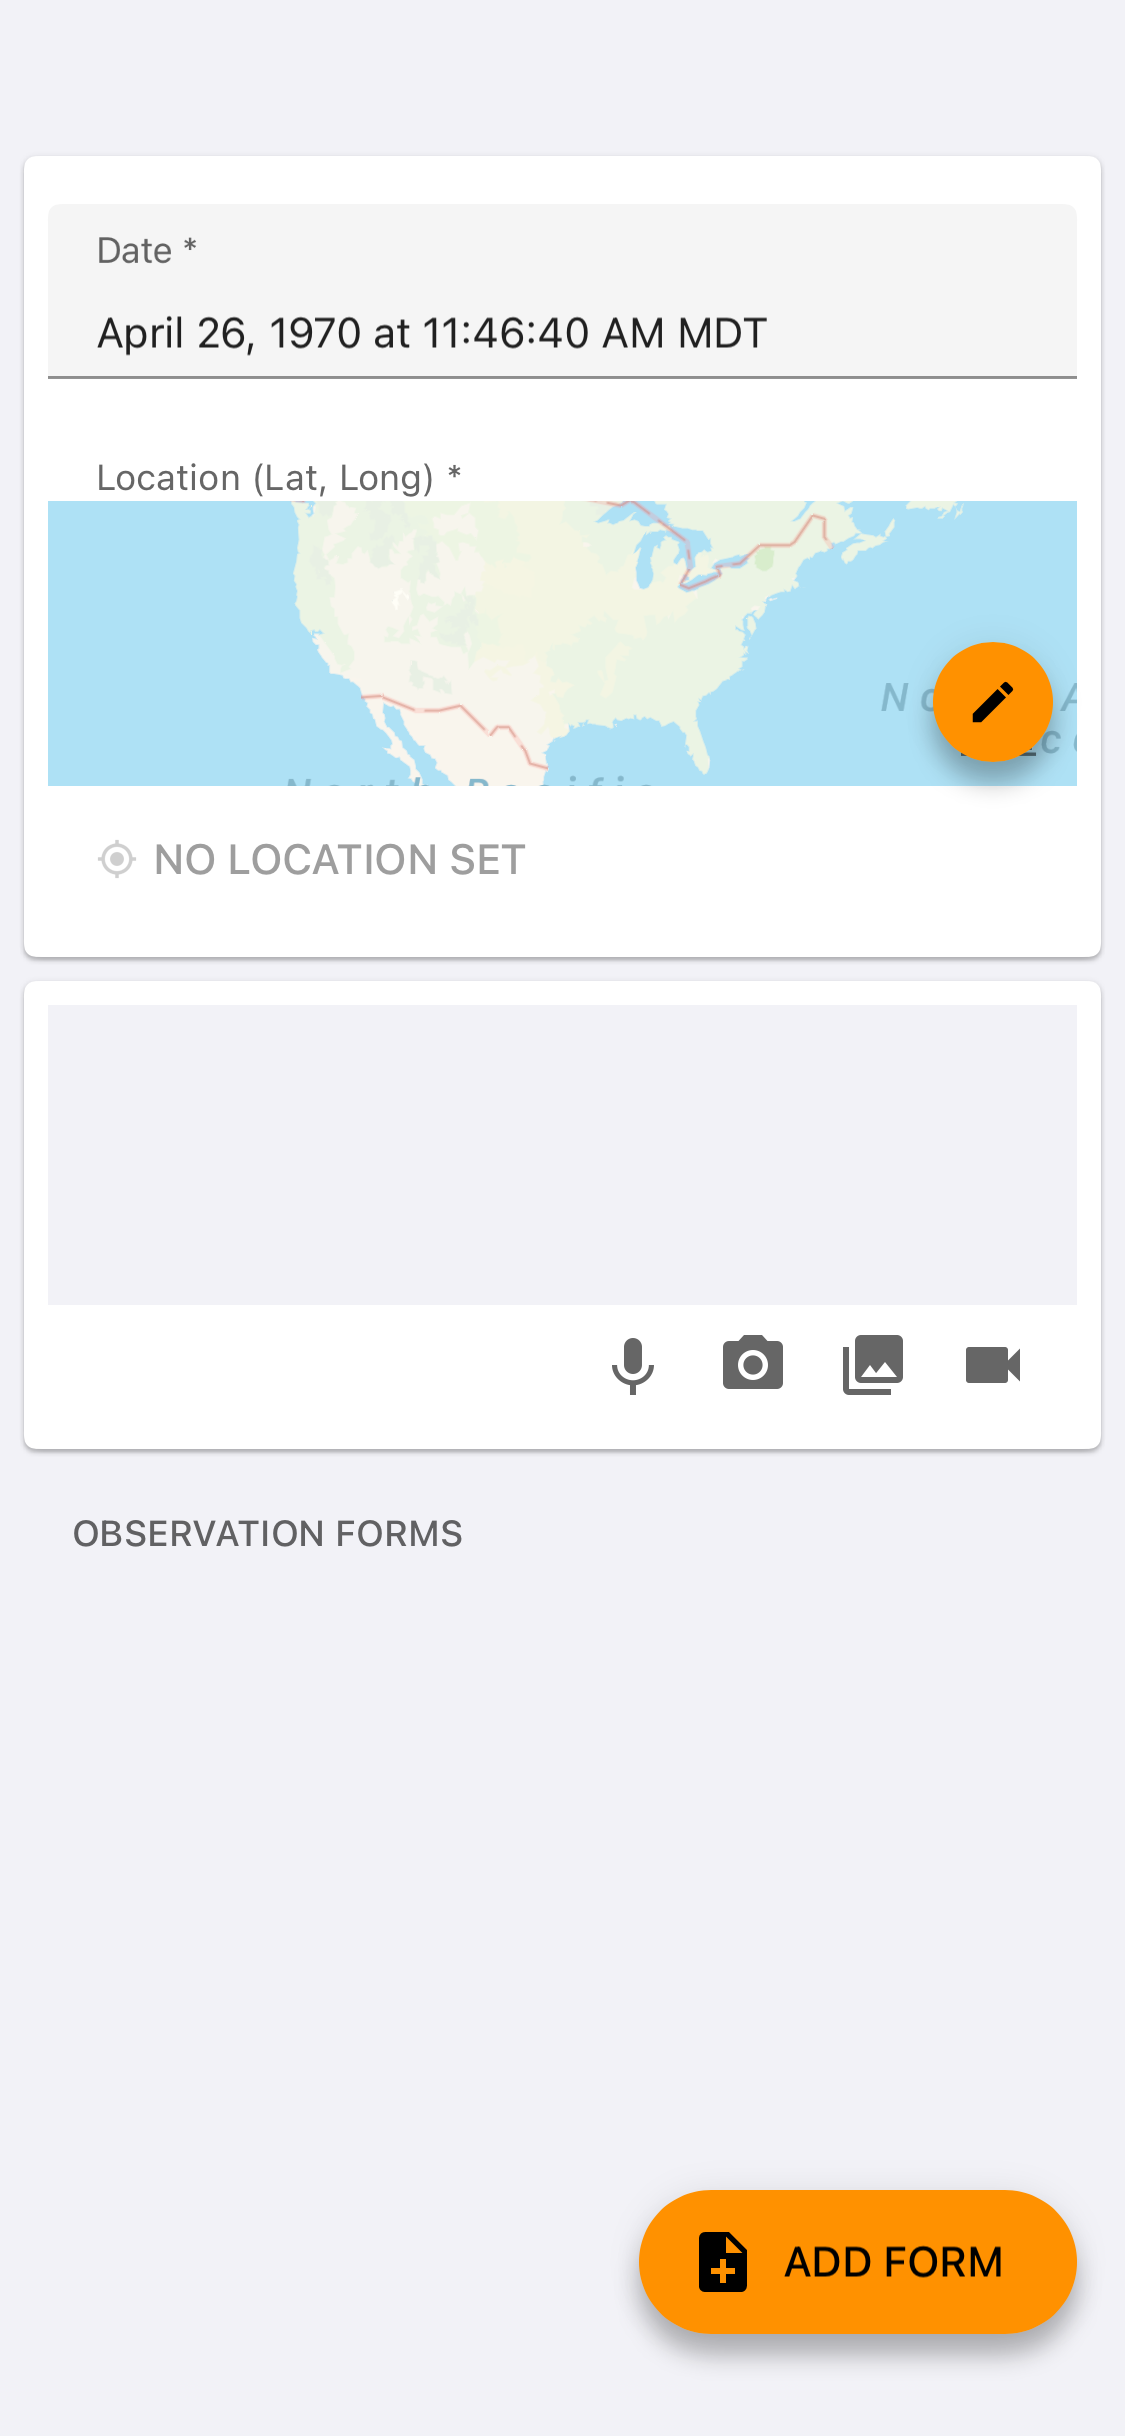 Date *
April 26, 1970 at 11:46:40 AM MDT
Location (Lat, Long) *
NO LOCATION SET
OBSERVATION FORMS
ADD FORM